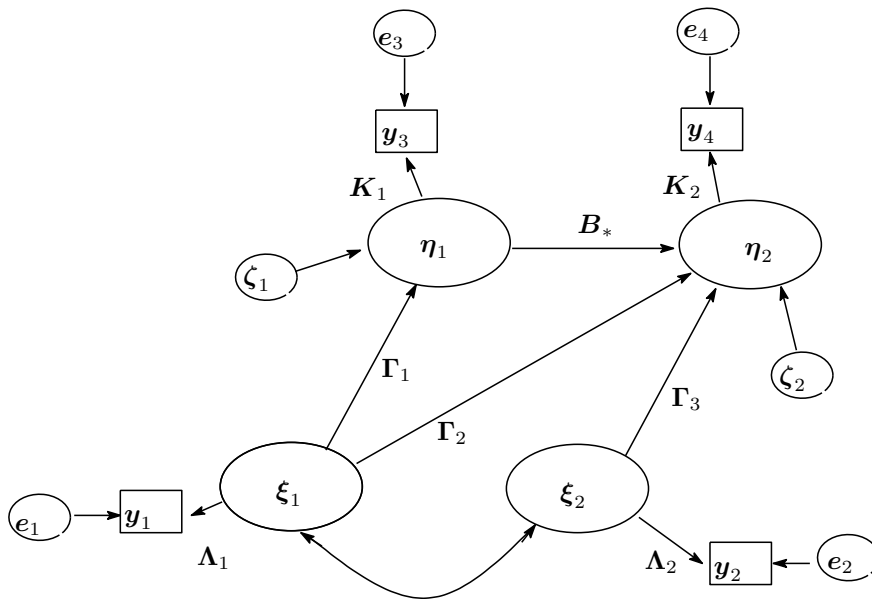 e₃
e₄
y₃
y₄
K₁
K₂
η₁
B*
η₂
ζ₁
Γ₁
ζ₂
Γ₂
Γ₃
ξ₁
ξ₂
e₁
y₁
Λ₁
Λ₂
y₂
e₂